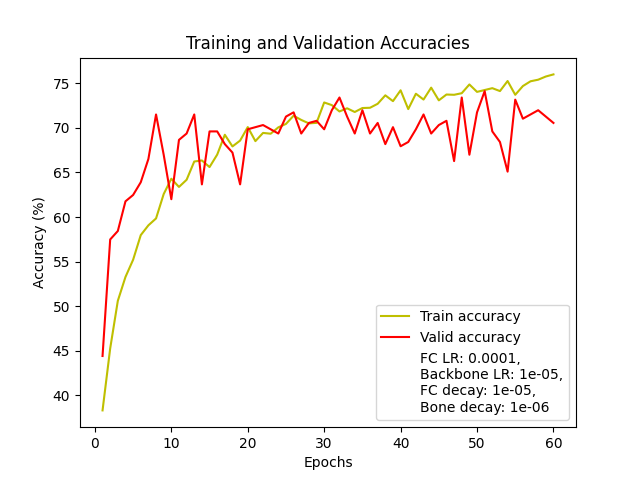 Training and Validation Accuracies
Accuracy (%)
75
70
65
60
55
50
45
40
0 10 20 30 40 50 60
Epochs
Train accuracy
Valid accuracy
FC LR: 0.0001,
Backbone LR: 1e-05,
FC decay: 1e-05,
Bone decay: 1e-06